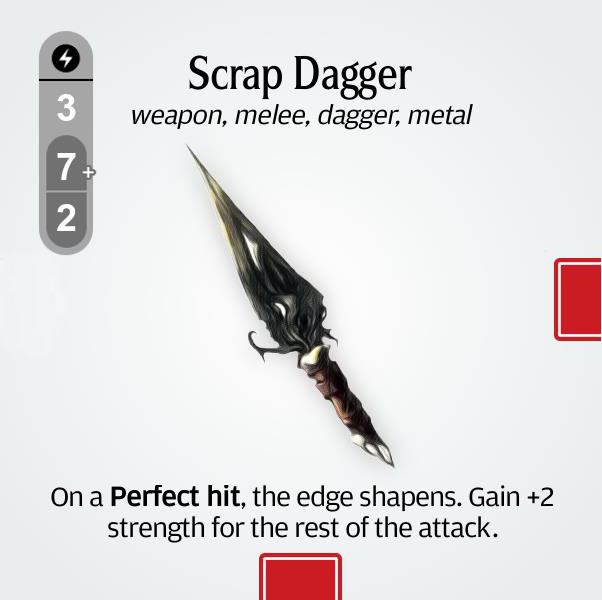 Scrap Dagger
weapon, melee, dagger, metal
3
7+
2
On a Perfect hit, the edge shapens. Gain +2
strength for the rest of the attack.